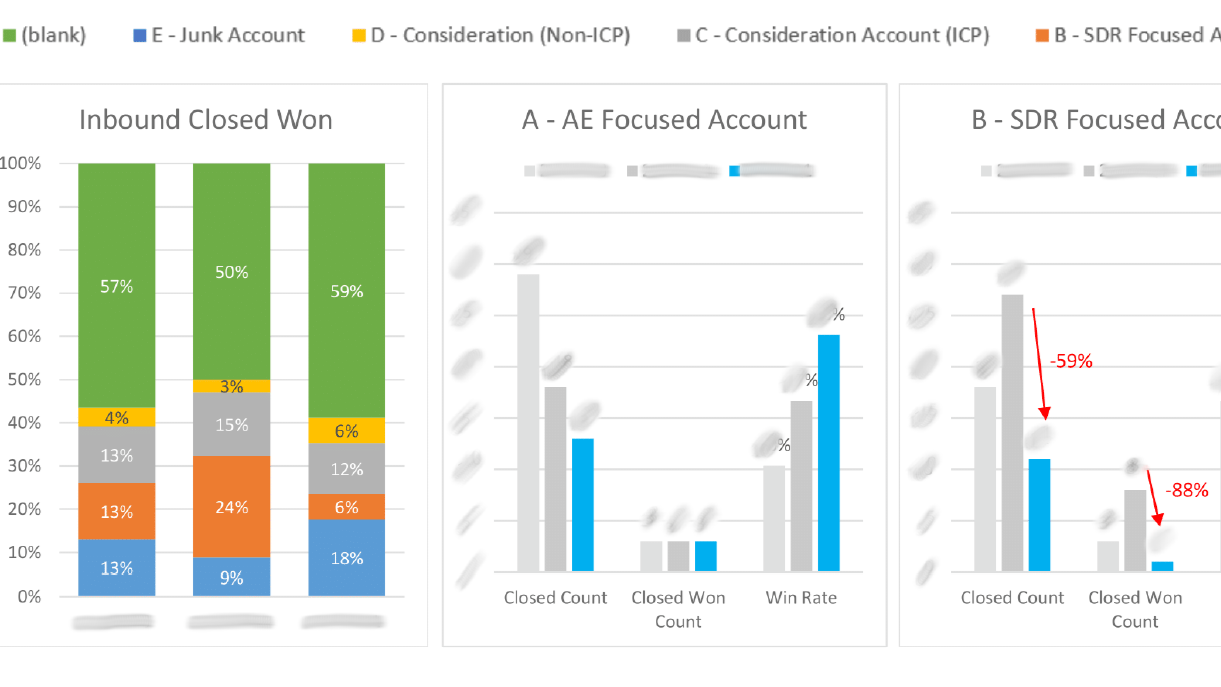 (blank) E - Junk Account D - Consideration (Non-ICP) C - Consideration Account (ICP) B - SDR Focused A
Inbound Closed Won
100%
90%
80%
70%
60%
50%
40%
30%
20%
10%
0%
57% 50% 59%
4% 3% 6%
13% 15% 12%
13% 24% 6%
13% 9% 18%
A - AE Focused Account
%
%
%
Closed Count Closed Won Count Win Rate
B - SDR Focused Acco
-59%
-88%
Closed Count Closed Won Count